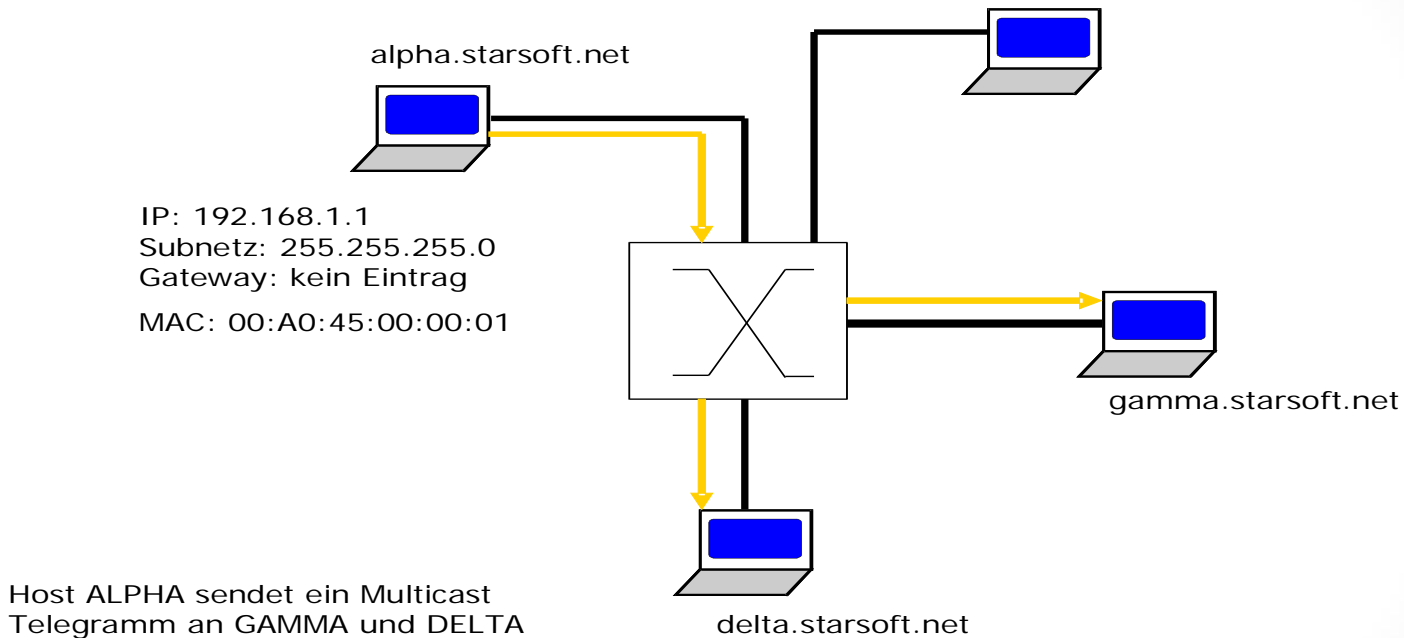 alpha.starsoft.net
IP: 192.168.1.1
Subnetz: 255.255.255.0
Gateway: kein Eintrag
MAC: 00:A0:45:00:00:01
gamma.starsoft.net
Host ALPHA sendet ein Multicast
Telegramm an GAMMA und DELTA
delta.starsoft.net